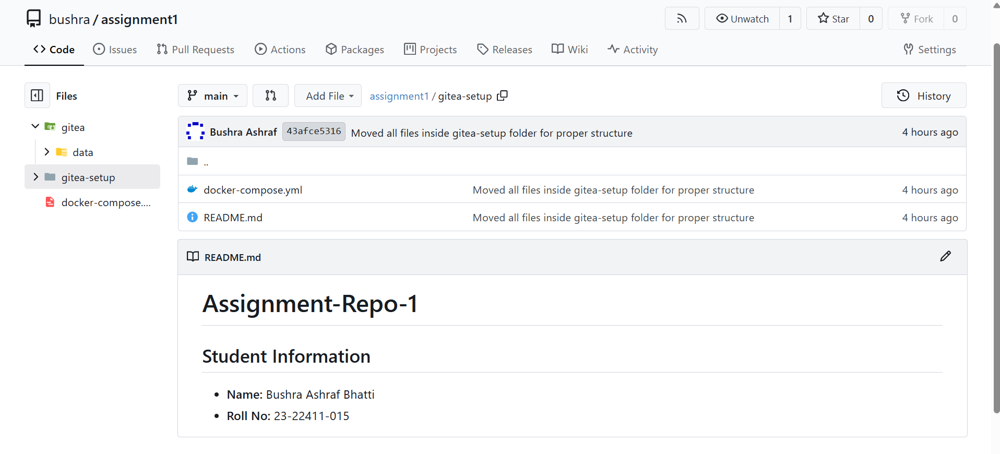 bushra / assignment1
Unwatch 1
Star 0
Fork 0
Code
Issues
Pull Requests
Actions
Packages
Projects
Releases
Wiki
Activity
Settings
Files
gitea
data
gitea-setup
docker-compose....
main
Add File
assignment1 / gitea-setup
History
Bushra Ashraf 43afce5316 Moved all files inside gitea-setup folder for proper structure 4 hours ago
..
docker-compose.yml Moved all files inside gitea-setup folder for proper structure 4 hours ago
README.md Moved all files inside gitea-setup folder for proper structure 4 hours ago
README.md
Assignment-Repo-1
Student Information
• Name: Bushra Ashraf Bhatti
• Roll No: 23-22411-015